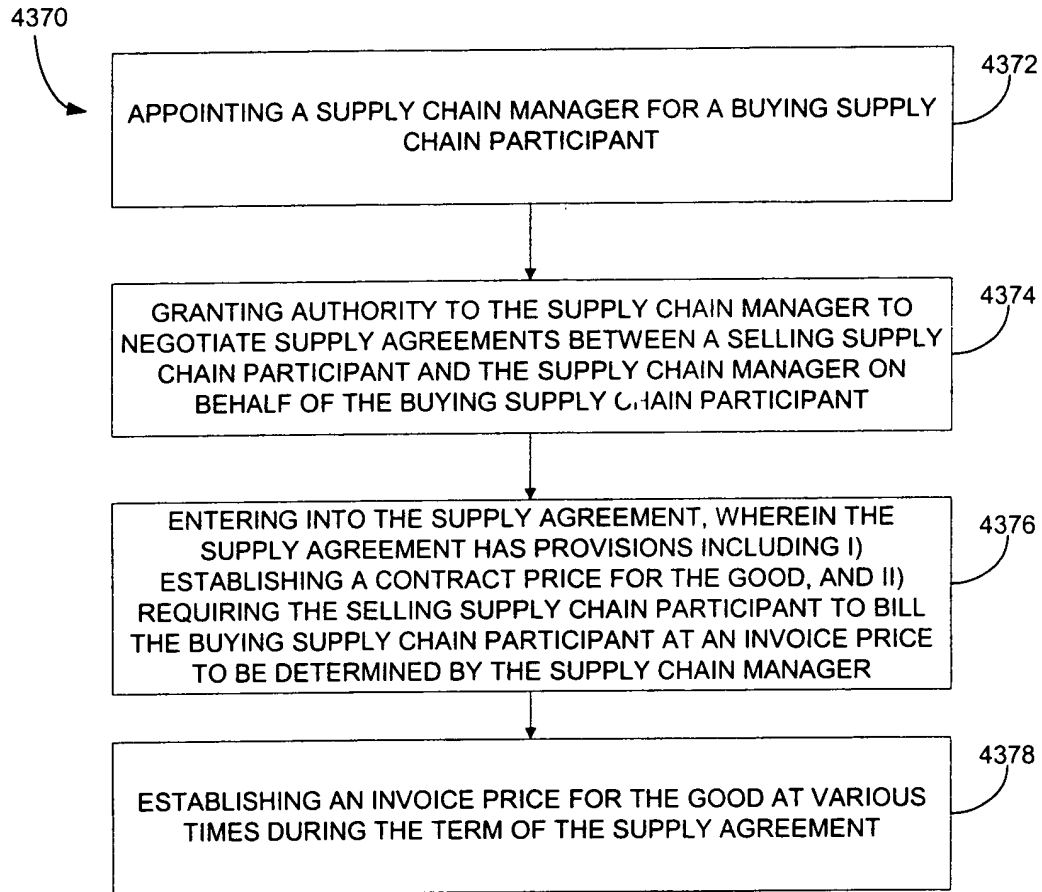 4370
4372
APPOINTING A SUPPLY CHAIN MANAGER FOR A BUYING SUPPLY
CHAIN PARTICIPANT
4374
GRANTING AUTHORITY TO THE SUPPLY CHAIN MANAGER TO
NEGOTIATE SUPPLY AGREEMENTS BETWEEN A SELLING SUPPLY
CHAIN PARTICIPANT AND THE SUPPLY CHAIN MANAGER ON
BEHALF OF THE BUYING SUPPLY CHAIN PARTICIPANT
4376
ENTERING INTO THE SUPPLY AGREEMENT, WHEREIN THE
SUPPLY AGREEMENT HAS PROVISIONS INCLUDING I)
ESTABLISHING A CONTRACT PRICE FOR THE GOOD, AND II)
REQUIRING THE SELLING SUPPLY CHAIN PARTICIPANT TO BILL
THE BUYING SUPPLY CHAIN PARTICIPANT AT AN INVOICE PRICE
TO BE DETERMINED BY THE SUPPLY CHAIN MANAGER
4378
ESTABLISHING AN INVOICE PRICE FOR THE GOOD AT VARIOUS
TIMES DURING THE TERM OF THE SUPPLY AGREEMENT